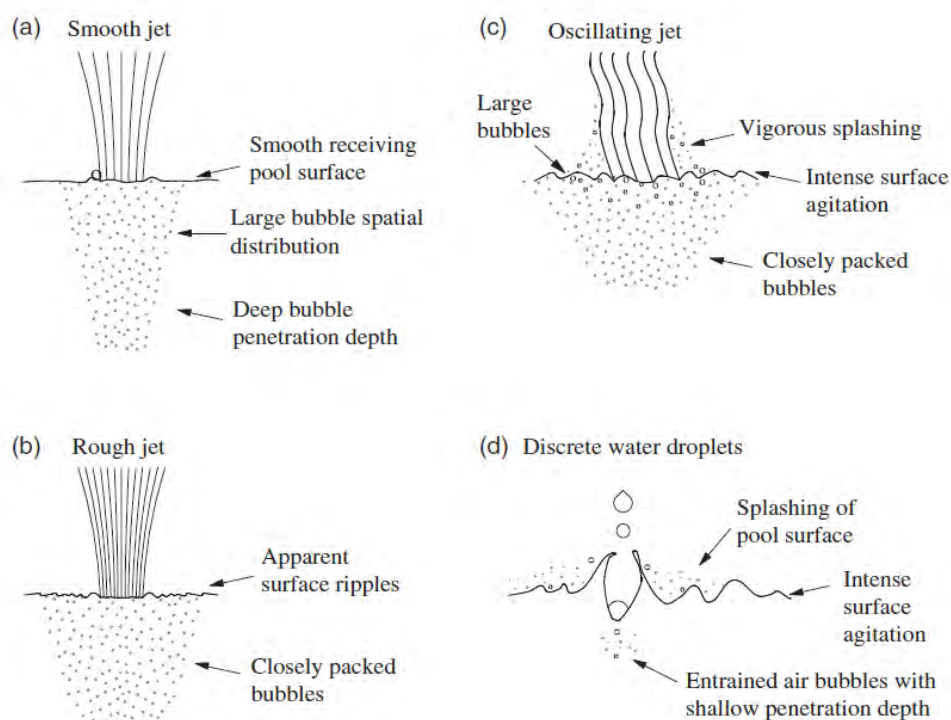 (a) Smooth jet
Smooth receiving
pool surface
Large bubble spatial
distribution
Deep bubble
penetration depth
(c) Oscillating jet
Large
bubbles
Vigorous splashing
Intense surface
agitation
Closely packed
bubbles
(b) Rough jet
Apparent
surface ripples
Closely packed
bubbles
(d) Discrete water droplets
Splashing of
pool surface
Intense
surface
agitation
Entrained air bubbles with
shallow penetration depth